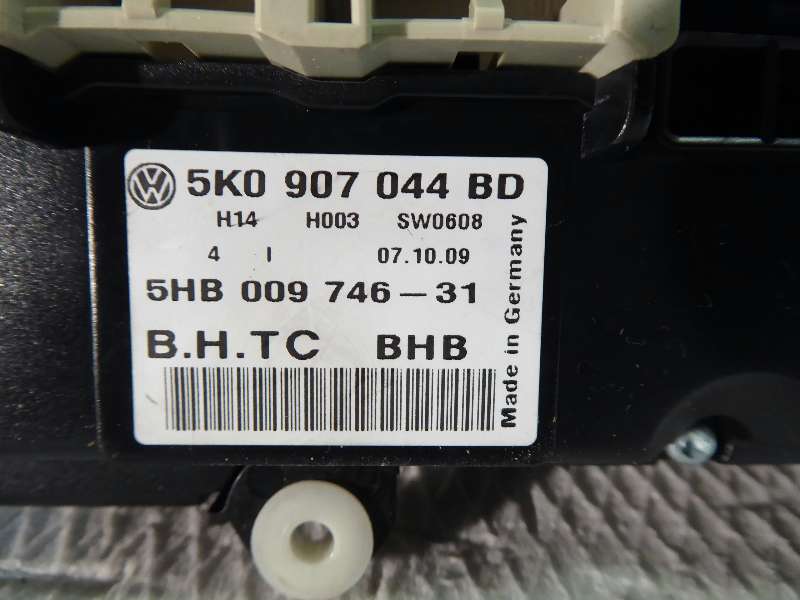 5K0 907 044 BD
H14 H003 SW0608
4 I 07.10.09
5HB 009 746-31
B.H.TC BHB
Made in Germany